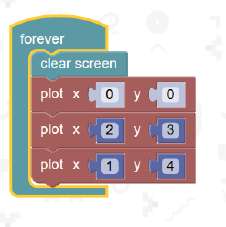 forever
clear screen
plot x 0 y 0
plot x 2 y 3
plot x 1 y 4